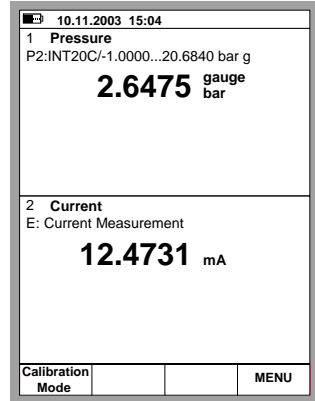 10.11.2003 15:04
1 Pressure
P2:INT20C/-1.0000...20.6840 bar g
2.6475 gauge bar
2 Current
E: Current Measurement
12.4731 mA
Calibration Mode
MENU